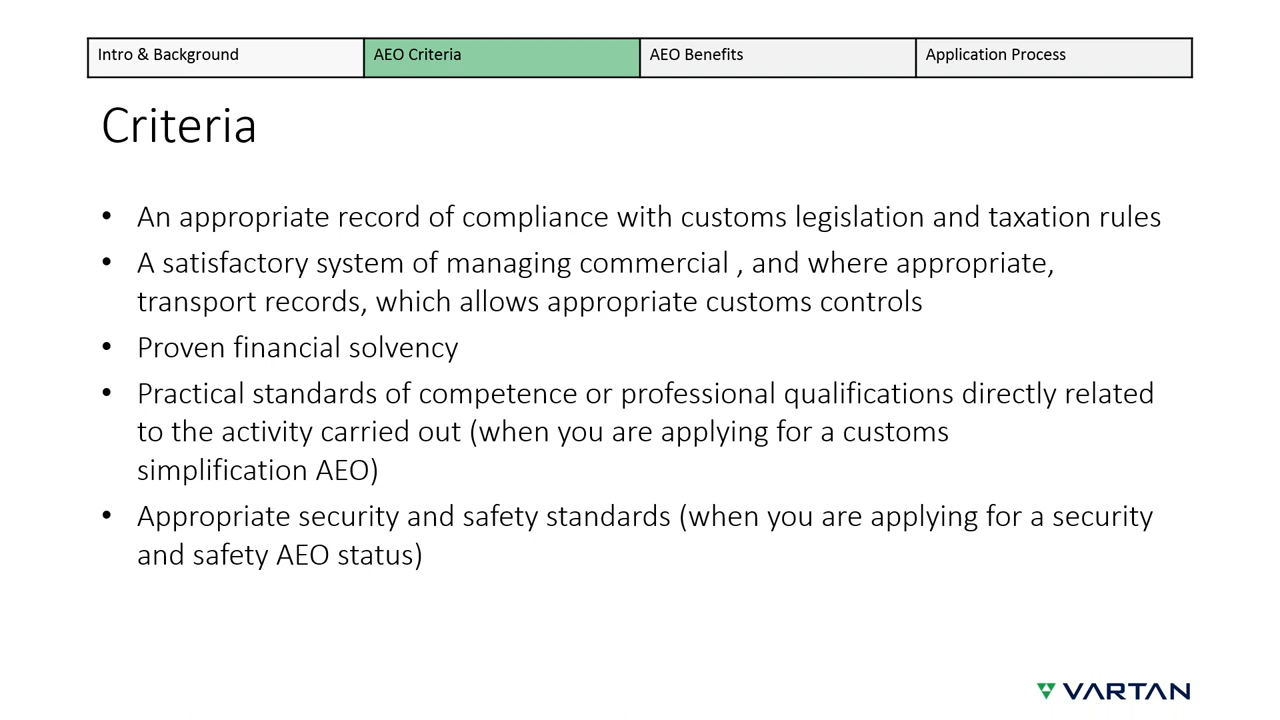 Intro & Background
AEO Criteria
AEO Benefits
Application Process
Criteria
• An appropriate record of compliance with customs legislation and taxation rules
• A satisfactory system of managing commercial , and where appropriate,
transport records, which allows appropriate customs controls
• Proven financial solvency
• Practical standards of competence or professional qualifications directly related
to the activity carried out (when you are applying for a customs
simplification AEO)
• Appropriate security and safety standards (when you are applying for a security
and safety AEO status)
VARTAN